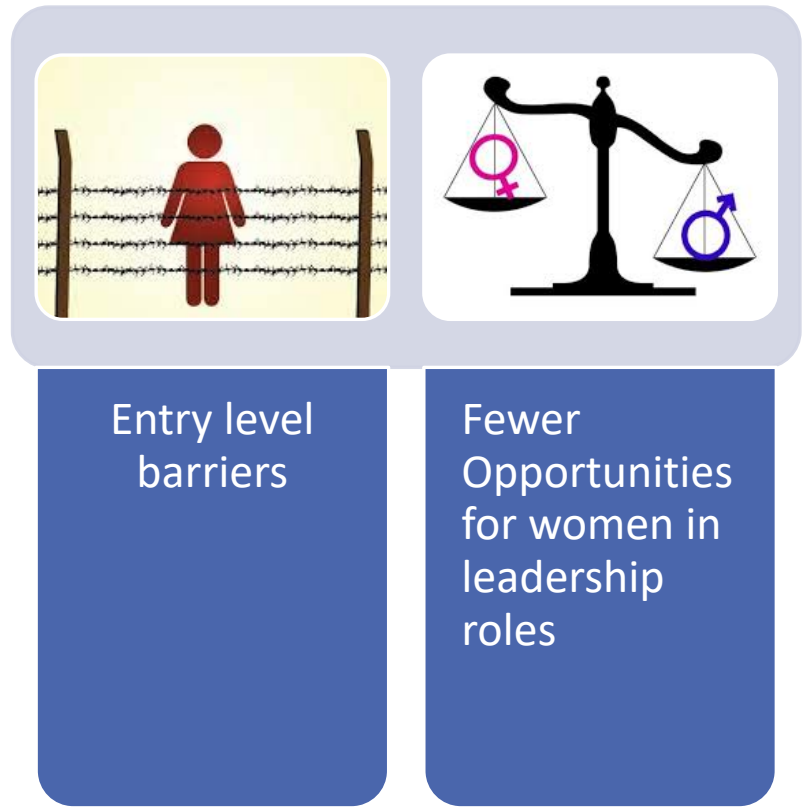 Entry level
barriers
Fewer
Opportunities
for women in
leadership
roles